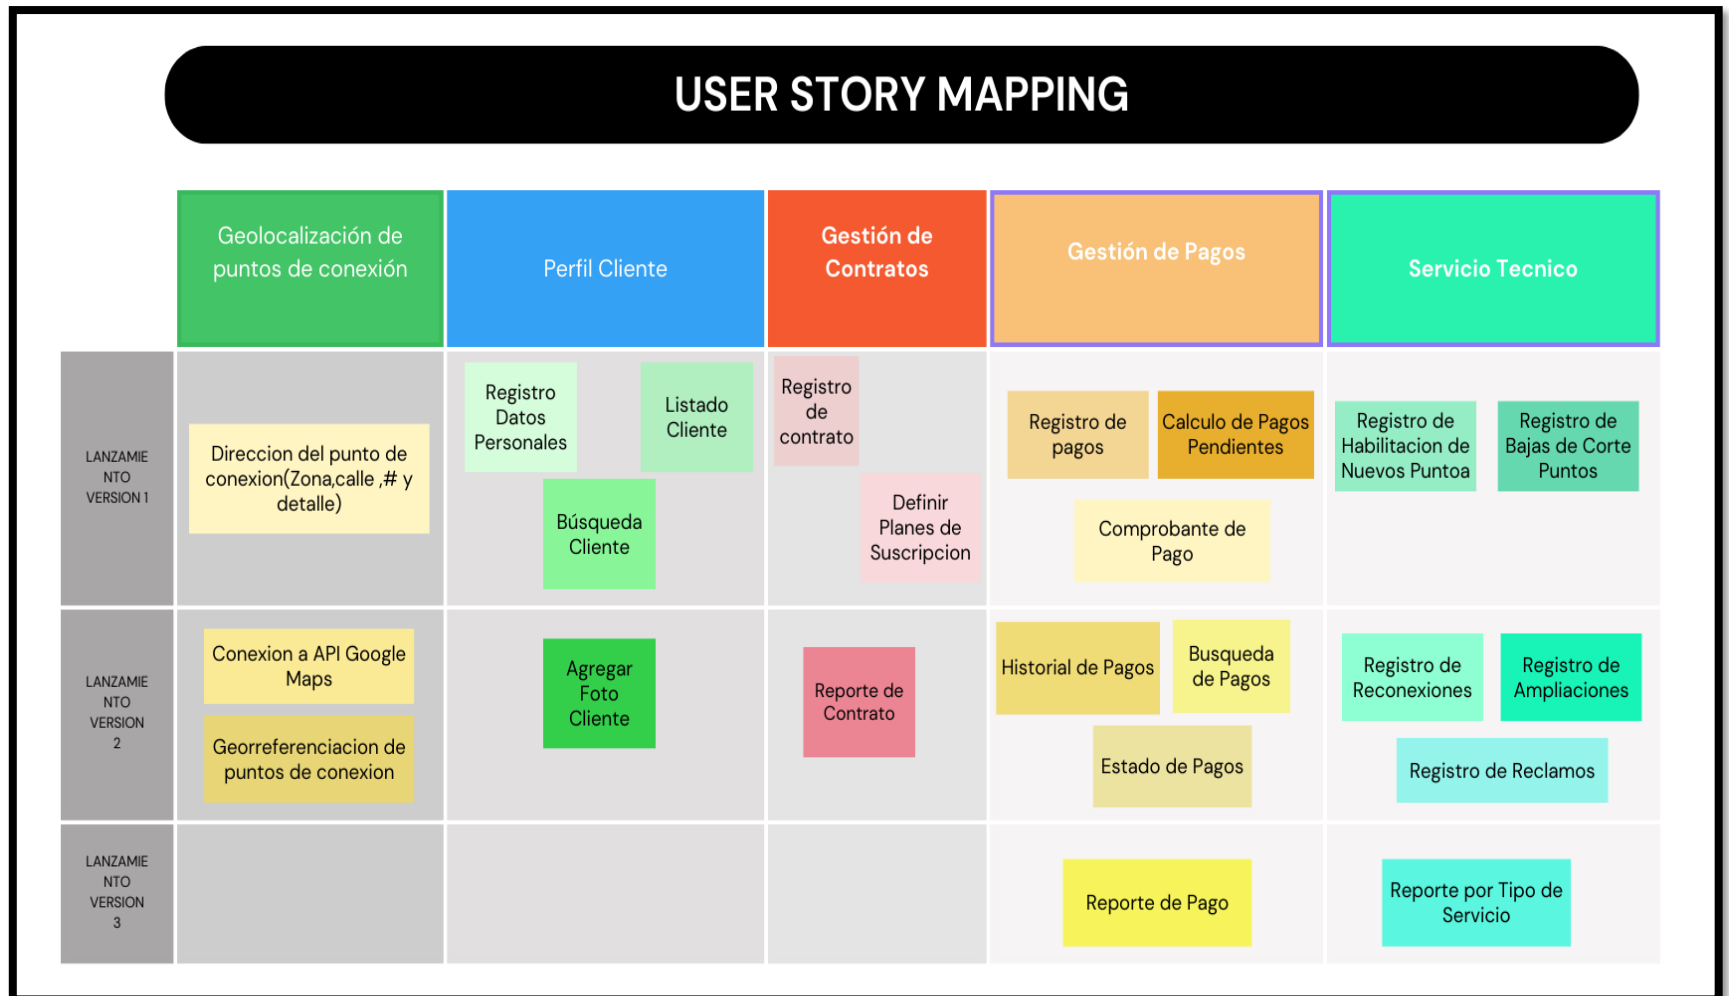 USER STORY MAPPING
Geolocalización de
puntos de conexión
Perfil Cliente
Gestión de
Contratos
Gestión de Pagos
Servicio Tecnico
LANZAMIE
NTO
VERSION 1
Direccion del punto de
conexion(Zona,calle ,# y
detalle)
Registro
Datos
Personales
Listado
Cliente
Búsqueda
Cliente
Registro
de
contrato
Definir
Planes de
Suscripcion
Registro de
pagos
Calculo de Pagos
Pendientes
Comprobante de
Pago
Registro de
Habilitacion de
Nuevos Puntoa
Registro de
Bajas de Corte
Puntos
LANZAMIE
NTO
VERSION
2
Conexion a API Google
Maps
Georreferenciacion de
puntos de conexion
Agregar
Foto
Cliente
Reporte de
Contrato
Historial de Pagos
Busqueda
de Pagos
Estado de Pagos
Registro de
Reconexiones
Registro de
Ampliaciones
Registro de Reclamos
LANZAMIE
NTO
VERSION
3
Reporte de Pago
Reporte por Tipo de
Servicio